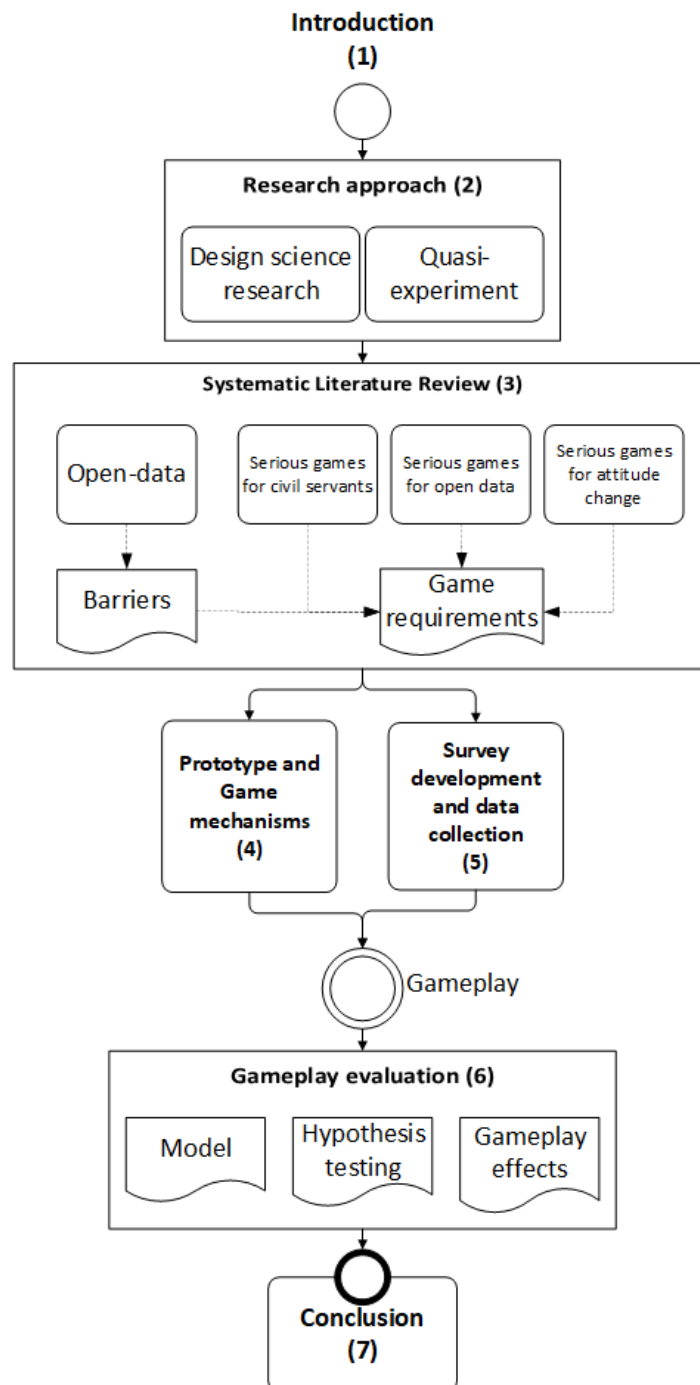 Introduction
(1)
Research approach (2)
Design science
research
Quasi-
experiment
Systematic Literature Review (3)
Open-data
Serious games
for civil servants
Serious games
for open data
Serious games
for attitude
change
Barriers
Game
requirements
Prototype and
Game
mechanisms
(4)
Survey
development
and data
collection
(5)
Gameplay
Gameplay evaluation (6)
Model
Hypothesis
testing
Gameplay
effects
Conclusion
(7)